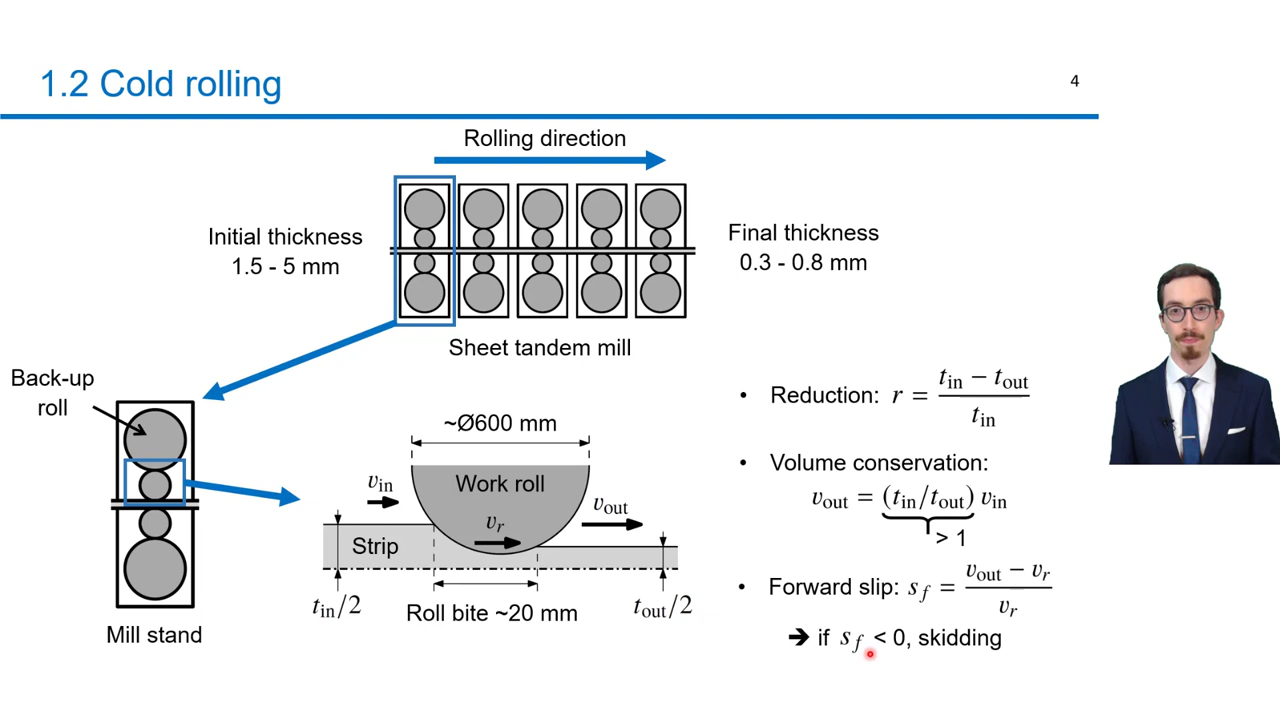 1.2 Cold rolling
4
Rolling direction
Initial thickness
1.5 - 5 mm
Final thickness
0.3 - 0.8 mm
Sheet tandem mill
Back-up
roll
Mill stand
~Ø600 mm
Work roll
v_in
v_out
v_r
Strip
t_in/2
Roll bite ~20 mm
t_out/2
• Reduction: r = (t_in − t_out) / t_in
• Volume conservation:
v_out = (t_in/t_out) v_in
> 1
• Forward slip: s_f = (v_out − v_r) / v_r
➔ if s_f < 0, skidding